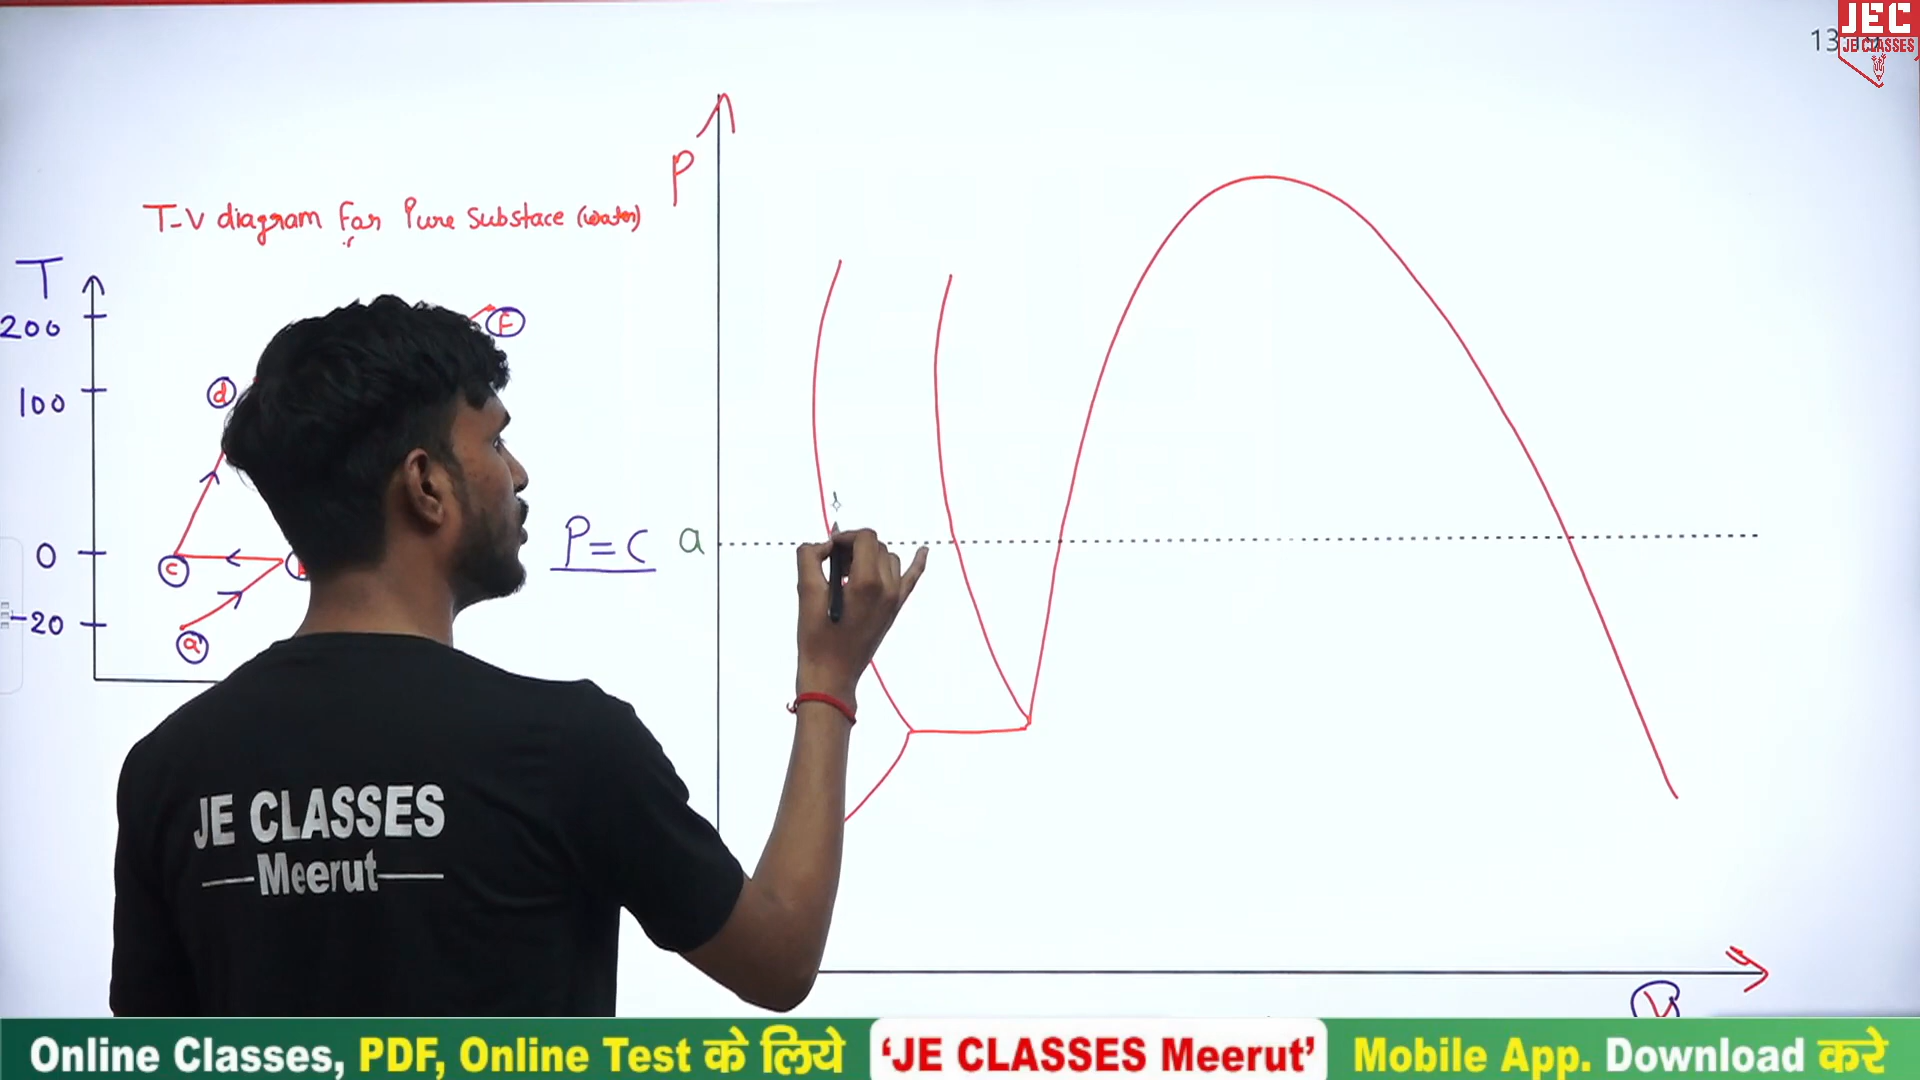 JEC
JE CLASSES
P
T-V diagram For Pure Substace (water)
T
200
F
100
d
0
c
P=C
a
-20
a
JE CLASSES
Meerut
V
Online Classes, PDF, Online Test के लिये 'JE CLASSES Meerut' Mobile App. Download करे